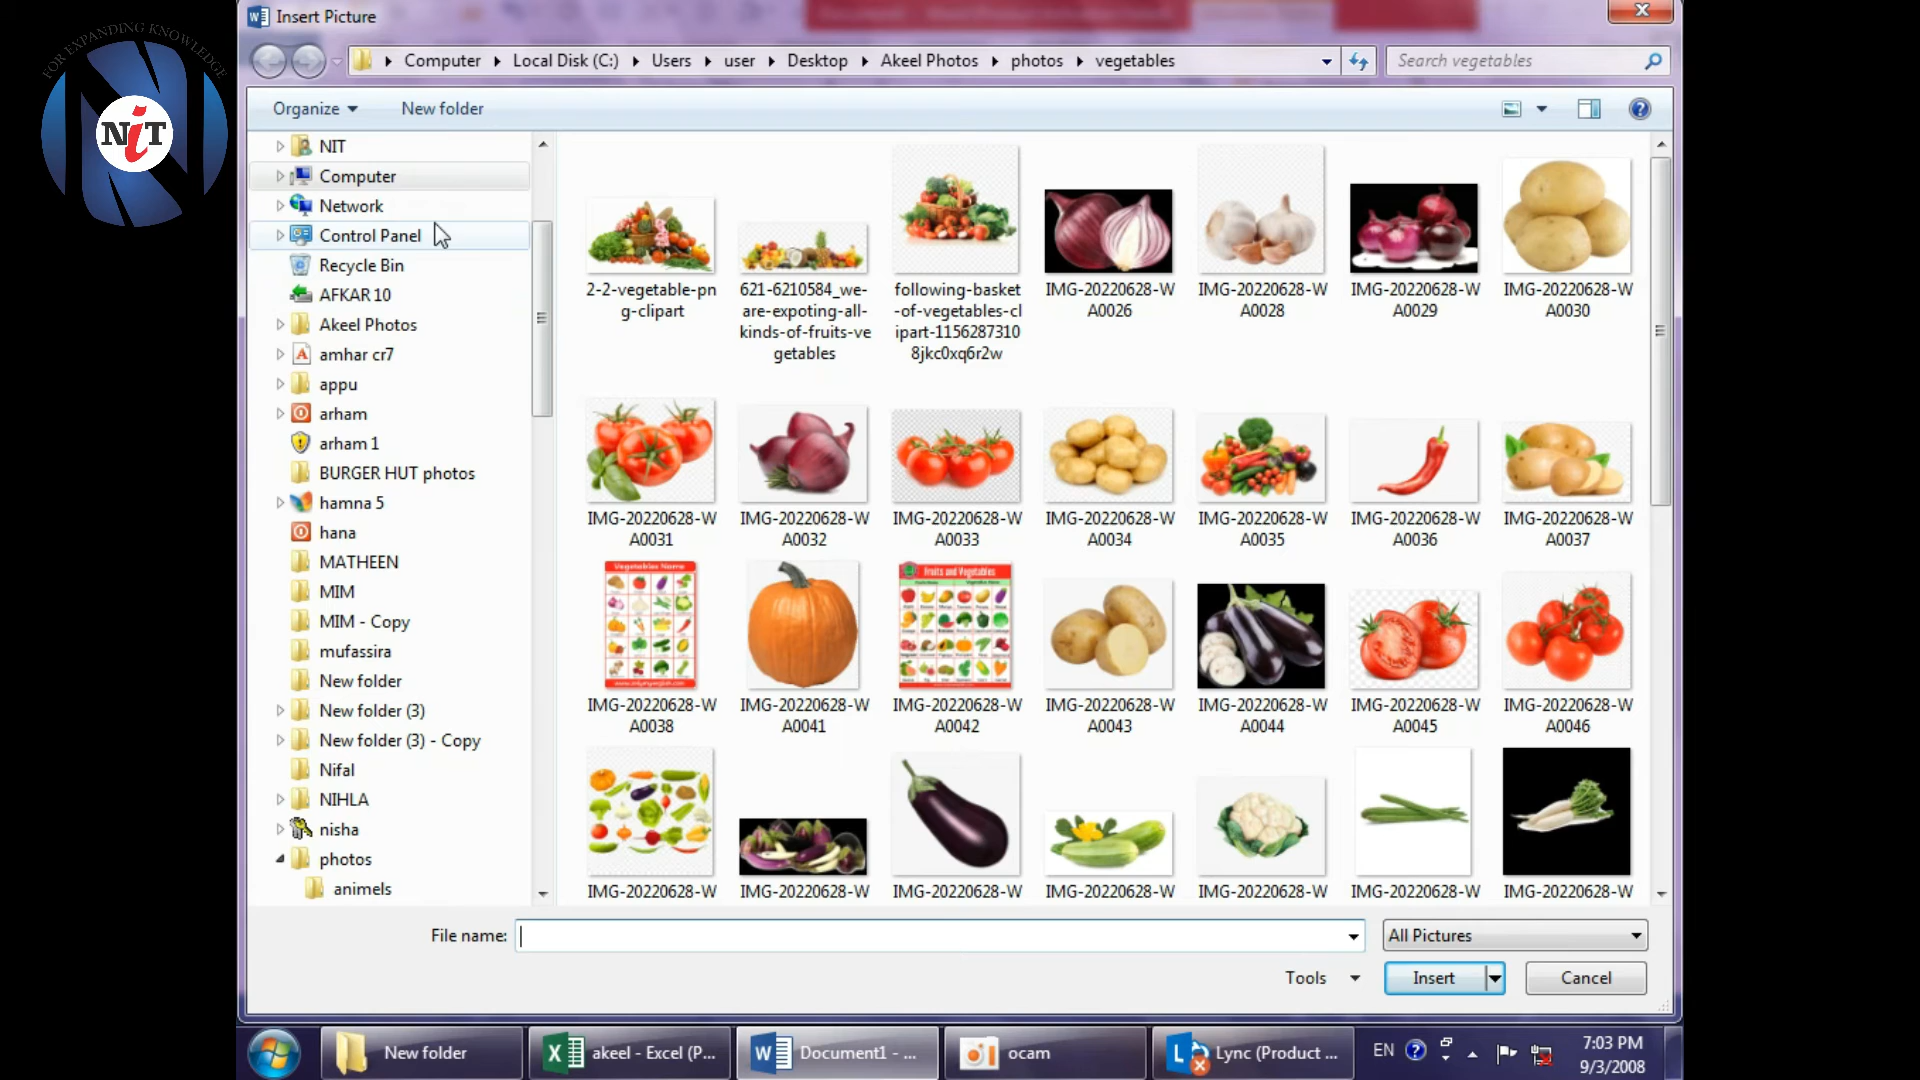 FOR EXPANDING KNOWLEDGE
NiT
Insert Picture
Computer
Local Disk (C:)
Users
user
Desktop
Akeel Photos
photos
vegetables
Search vegetables
Organize
New folder
NIT
Computer
Network
Control Panel
Recycle Bin
AFKAR 10
Akeel Photos
amhar cr7
appu
arham
arham 1
BURGER HUT photos
hamna 5
hana
MATHEEN
MIM
MIM - Copy
mufassira
New folder
New folder (3)
New folder (3) - Copy
Nifal
NIHLA
nisha
photos
animels
2-2-vegetable-pn
g-clipart
621-6210584_we-
are-expoting-all-
kinds-of-fruits-ve
getables
following-basket
-of-vegetables-cl
ipart-1156287310
8jkc0xq6r2w
IMG-20220628-W
A0026
IMG-20220628-W
A0028
IMG-20220628-W
A0029
IMG-20220628-W
A0030
IMG-20220628-W
A0031
IMG-20220628-W
A0032
IMG-20220628-W
A0033
IMG-20220628-W
A0034
IMG-20220628-W
A0035
IMG-20220628-W
A0036
IMG-20220628-W
A0037
Vegetables Name
Fruits and Vegetables
IMG-20220628-W
A0038
IMG-20220628-W
A0041
IMG-20220628-W
A0042
IMG-20220628-W
A0043
IMG-20220628-W
A0044
IMG-20220628-W
A0045
IMG-20220628-W
A0046
IMG-20220628-W
IMG-20220628-W
IMG-20220628-W
IMG-20220628-W
IMG-20220628-W
IMG-20220628-W
IMG-20220628-W
File name:
All Pictures
Tools
Insert
Cancel
New folder
akeel - Excel (P...
Document1 - ...
ocam
Lync (Product ...
EN
7:03 PM
9/3/2008